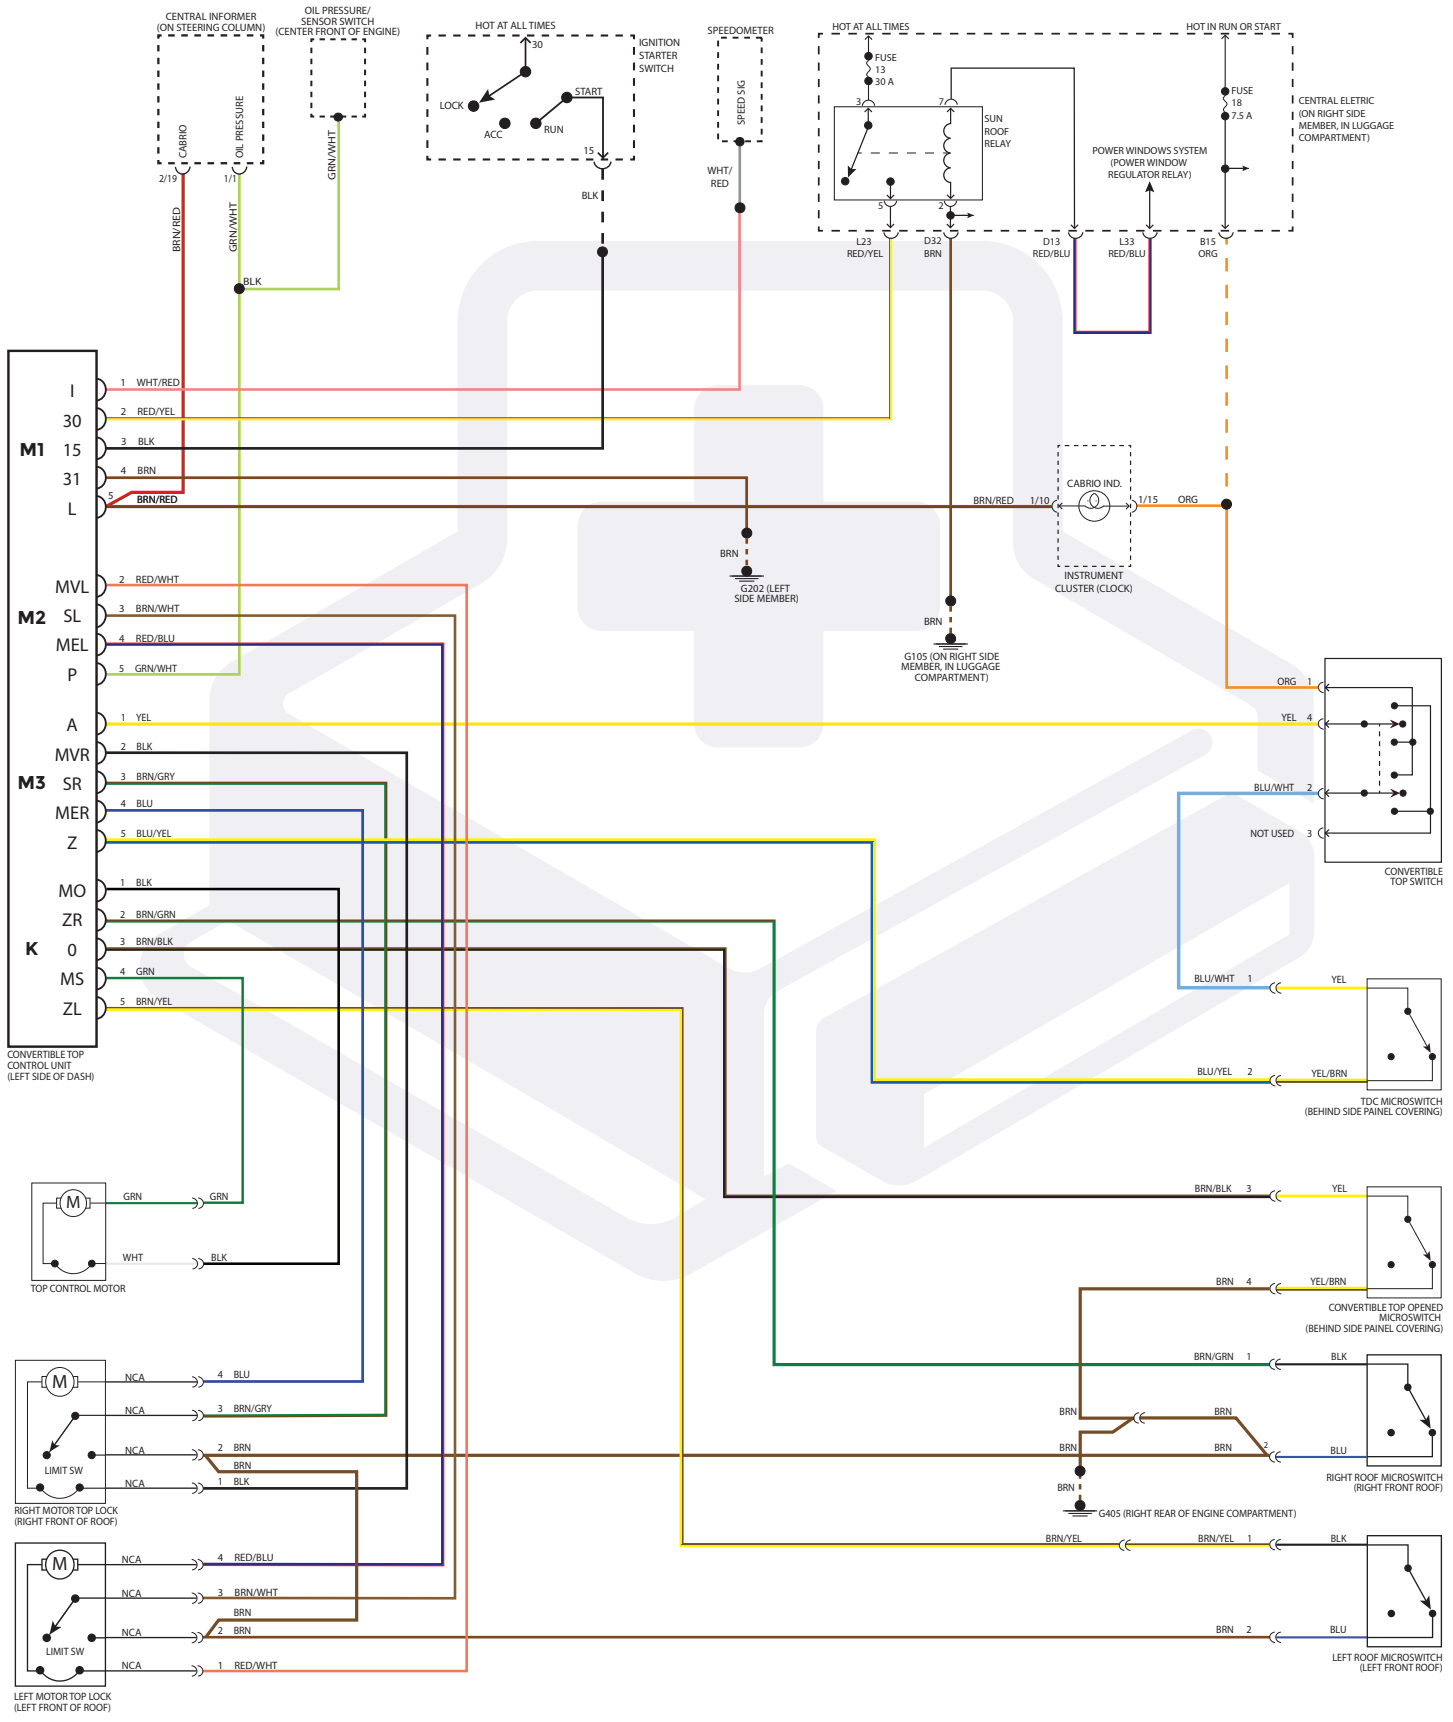 CENTRAL INFORMER
(ON STEERING COLUMN)
CABRIO
OIL PRESSURE
2/19
1/1
BRN/RED
GRN/WHT
OIL PRESSURE/
SENSOR SWITCH
(CENTER FRONT OF ENGINE)
GRN/WHT
BLK
HOT AT ALL TIMES
30
LOCK
ACC
RUN
START
15
IGNITION
STARTER
SWITCH
BLK
SPEEDOMETER
SPEED SIG
WHT/
RED
HOT AT ALL TIMES
FUSE
13
30 A
3
7
5
2
SUN
ROOF
RELAY
HOT IN RUN OR START
FUSE
18
7.5 A
POWER WINDOWS SYSTEM
(POWER WINDOW
REGULATOR RELAY)
CENTRAL ELETRIC
(ON RIGHT SIDE
MEMBER, IN LUGGAGE
COMPARTMENT)
L23
RED/YEL
D32
BRN
D13
RED/BLU
L33
RED/BLU
B15
ORG
M1
I 1 WHT/RED
30 2 RED/YEL
15 3 BLK
31 4 BRN
L 5 BRN/RED
BRN
G202 (LEFT
SIDE MEMBER)
BRN
G105 (ON RIGHT SIDE
MEMBER, IN LUGGAGE
COMPARTMENT)
BRN/RED 1/10
CABRIO IND.
1/15 ORG
INSTRUMENT
CLUSTER (CLOCK)
M2
MVL 2 RED/WHT
SL 3 BRN/WHT
MEL 4 RED/BLU
P 5 GRN/WHT
M3
A 1 YEL
MVR 2 BLK
SR 3 BRN/GRY
MER 4 BLU
Z 5 BLU/YEL
K
MO 1 BLK
ZR 2 BRN/GRN
0 3 BRN/BLK
MS 4 GRN
ZL 5 BRN/YEL
CONVERTIBLE TOP
CONTROL UNIT
(LEFT SIDE OF DASH)
ORG 1
YEL 4
BLU/WHT 2
NOT USED 3
CONVERTIBLE
TOP SWITCH
BLU/WHT 1 YEL
BLU/YEL 2 YEL/BRN
TDC MICROSWITCH
(BEHIND SIDE PAINEL COVERING)
BRN/BLK 3 YEL
BRN 4 YEL/BRN
CONVERTIBLE TOP OPENED
MICROSWITCH
(BEHIND SIDE PAINEL COVERING)
BRN/GRN 1 BLK
BRN BRN
BRN BRN 2 BLU
RIGHT ROOF MICROSWITCH
(RIGHT FRONT ROOF)
BRN
G405 (RIGHT REAR OF ENGINE COMPARTMENT)
BRN/YEL BRN/YEL 1 BLK
BRN 2 BLU
LEFT ROOF MICROSWITCH
(LEFT FRONT ROOF)
M GRN GRN
WHT BLK
TOP CONTROL MOTOR
M NCA 4 BLU
NCA 3 BRN/GRY
NCA 2 BRN
BRN
LIMIT SW
NCA 1 BLK
RIGHT MOTOR TOP LOCK
(RIGHT FRONT OF ROOF)
M NCA 4 RED/BLU
NCA 3 BRN/WHT
BRN
NCA 2 BRN
LIMIT SW
NCA 1 RED/WHT
LEFT MOTOR TOP LOCK
(LEFT FRONT OF ROOF)